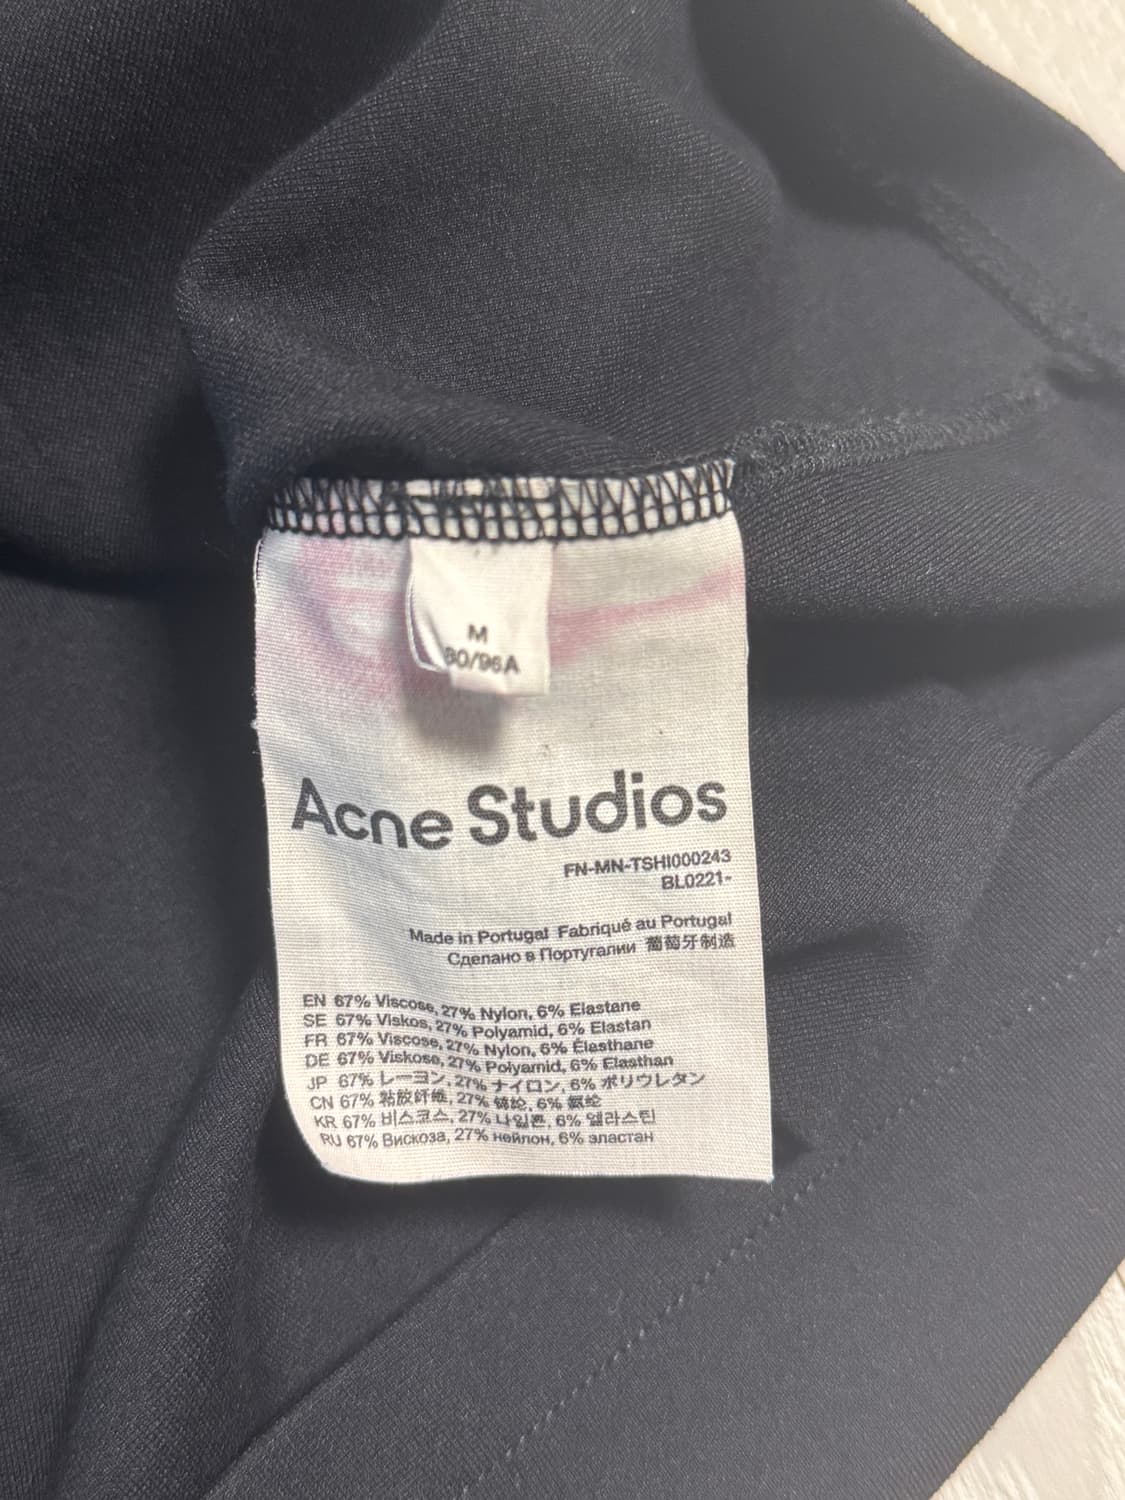 M
80/96A
Acne Studios
FN-MN-TSHI000243
BL0221-
Made in Portugal Fabriqué au Portugal
Сделано в Португалии 葡萄牙制造
EN 67% Viscose, 27% Nylon, 6% Elastane
SE 67% Viskos, 27% Polyamid, 6% Elastan
FR 67% Viscose, 27% Nylon, 6% Élasthane
DE 67% Viskose, 27% Polyamid, 6% Elasthan
JP 67% レーヨン, 27% ナイロン, 6% ポリウレタン
CN 67% 粘胶纤维, 27% 锦纶, 6% 氨纶
KR 67% 비스코스, 27% 나일론, 6% 엘라스틴
RU 67% Вискоза, 27% нейлон, 6% эластан